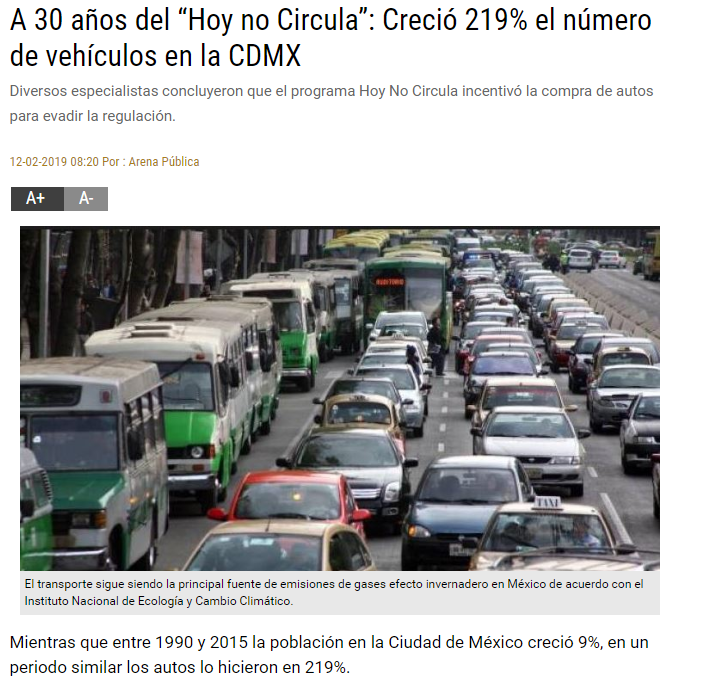 A 30 años del “Hoy no Circula”: Creció 219% el número
de vehículos en la CDMX
Diversos especialistas concluyeron que el programa Hoy No Circula incentivó la compra de autos
para evadir la regulación.
12-02-2019 08:20 Por : Arena Pública
A+ A-
AUDITORIO
TAXI
El transporte sigue siendo la principal fuente de emisiones de gases efecto invernadero en México de acuerdo con el
Instituto Nacional de Ecología y Cambio Climático.
Mientras que entre 1990 y 2015 la población en la Ciudad de México creció 9%, en un
periodo similar los autos lo hicieron en 219%.